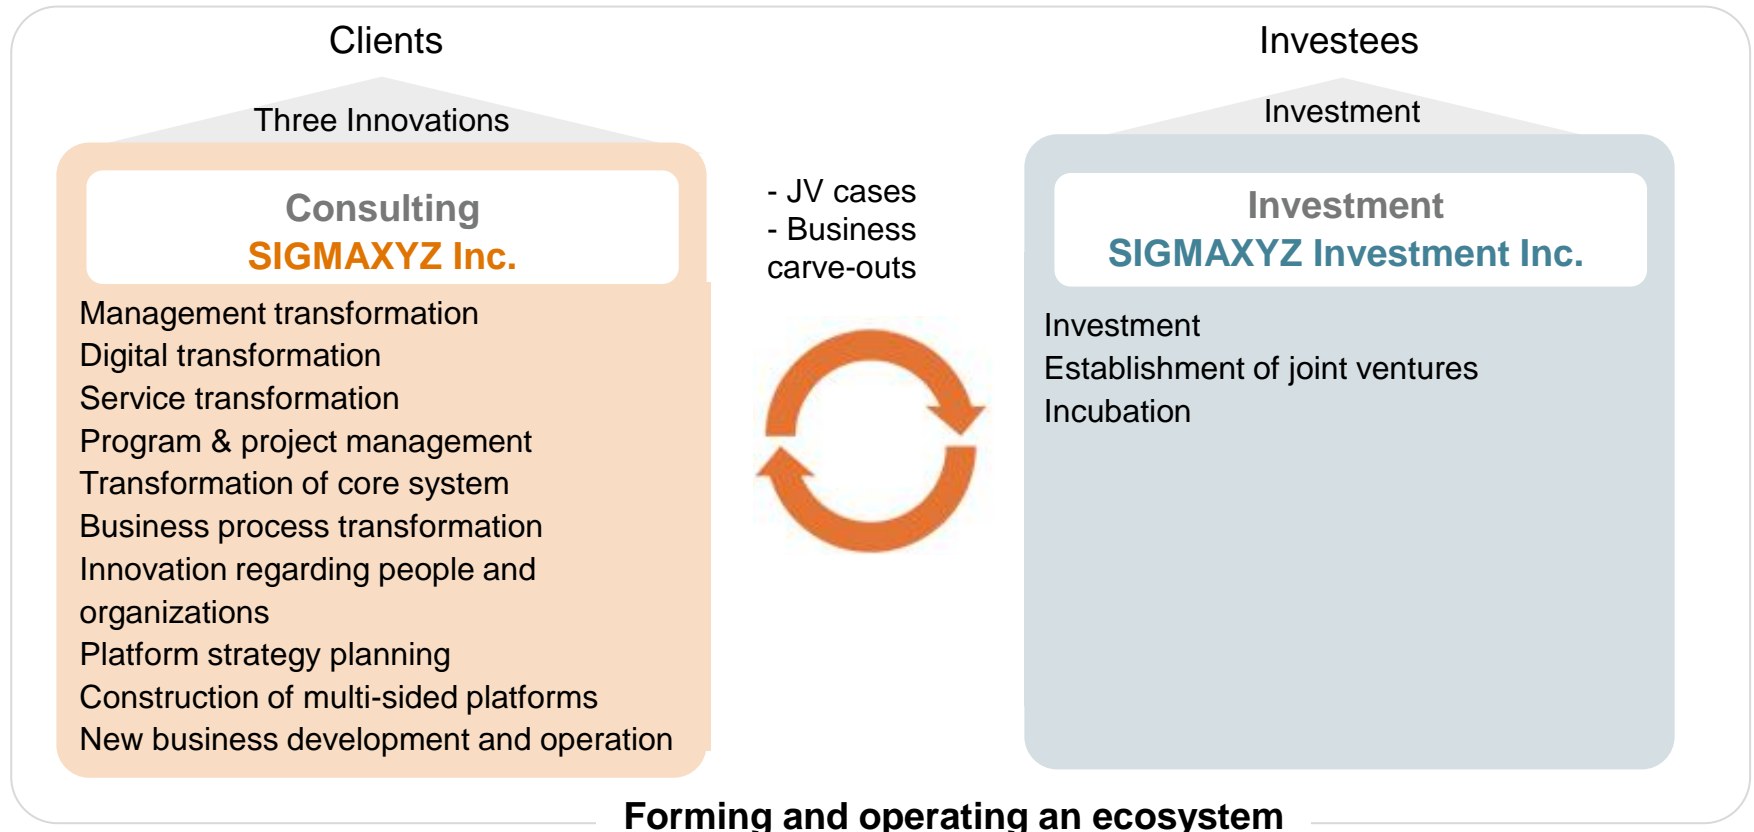 Clients
Three Innovations
Consulting
SIGMAXYZ Inc.
Management transformation
Digital transformation
Service transformation
Program & project management
Transformation of core system
Business process transformation
Innovation regarding people and
organizations
Platform strategy planning
Construction of multi-sided platforms
New business development and operation
- JV cases
- Business
carve-outs
Investees
Investment
Investment
SIGMAXYZ Investment Inc.
Investment
Establishment of joint ventures
Incubation
Forming and operating an ecosystem